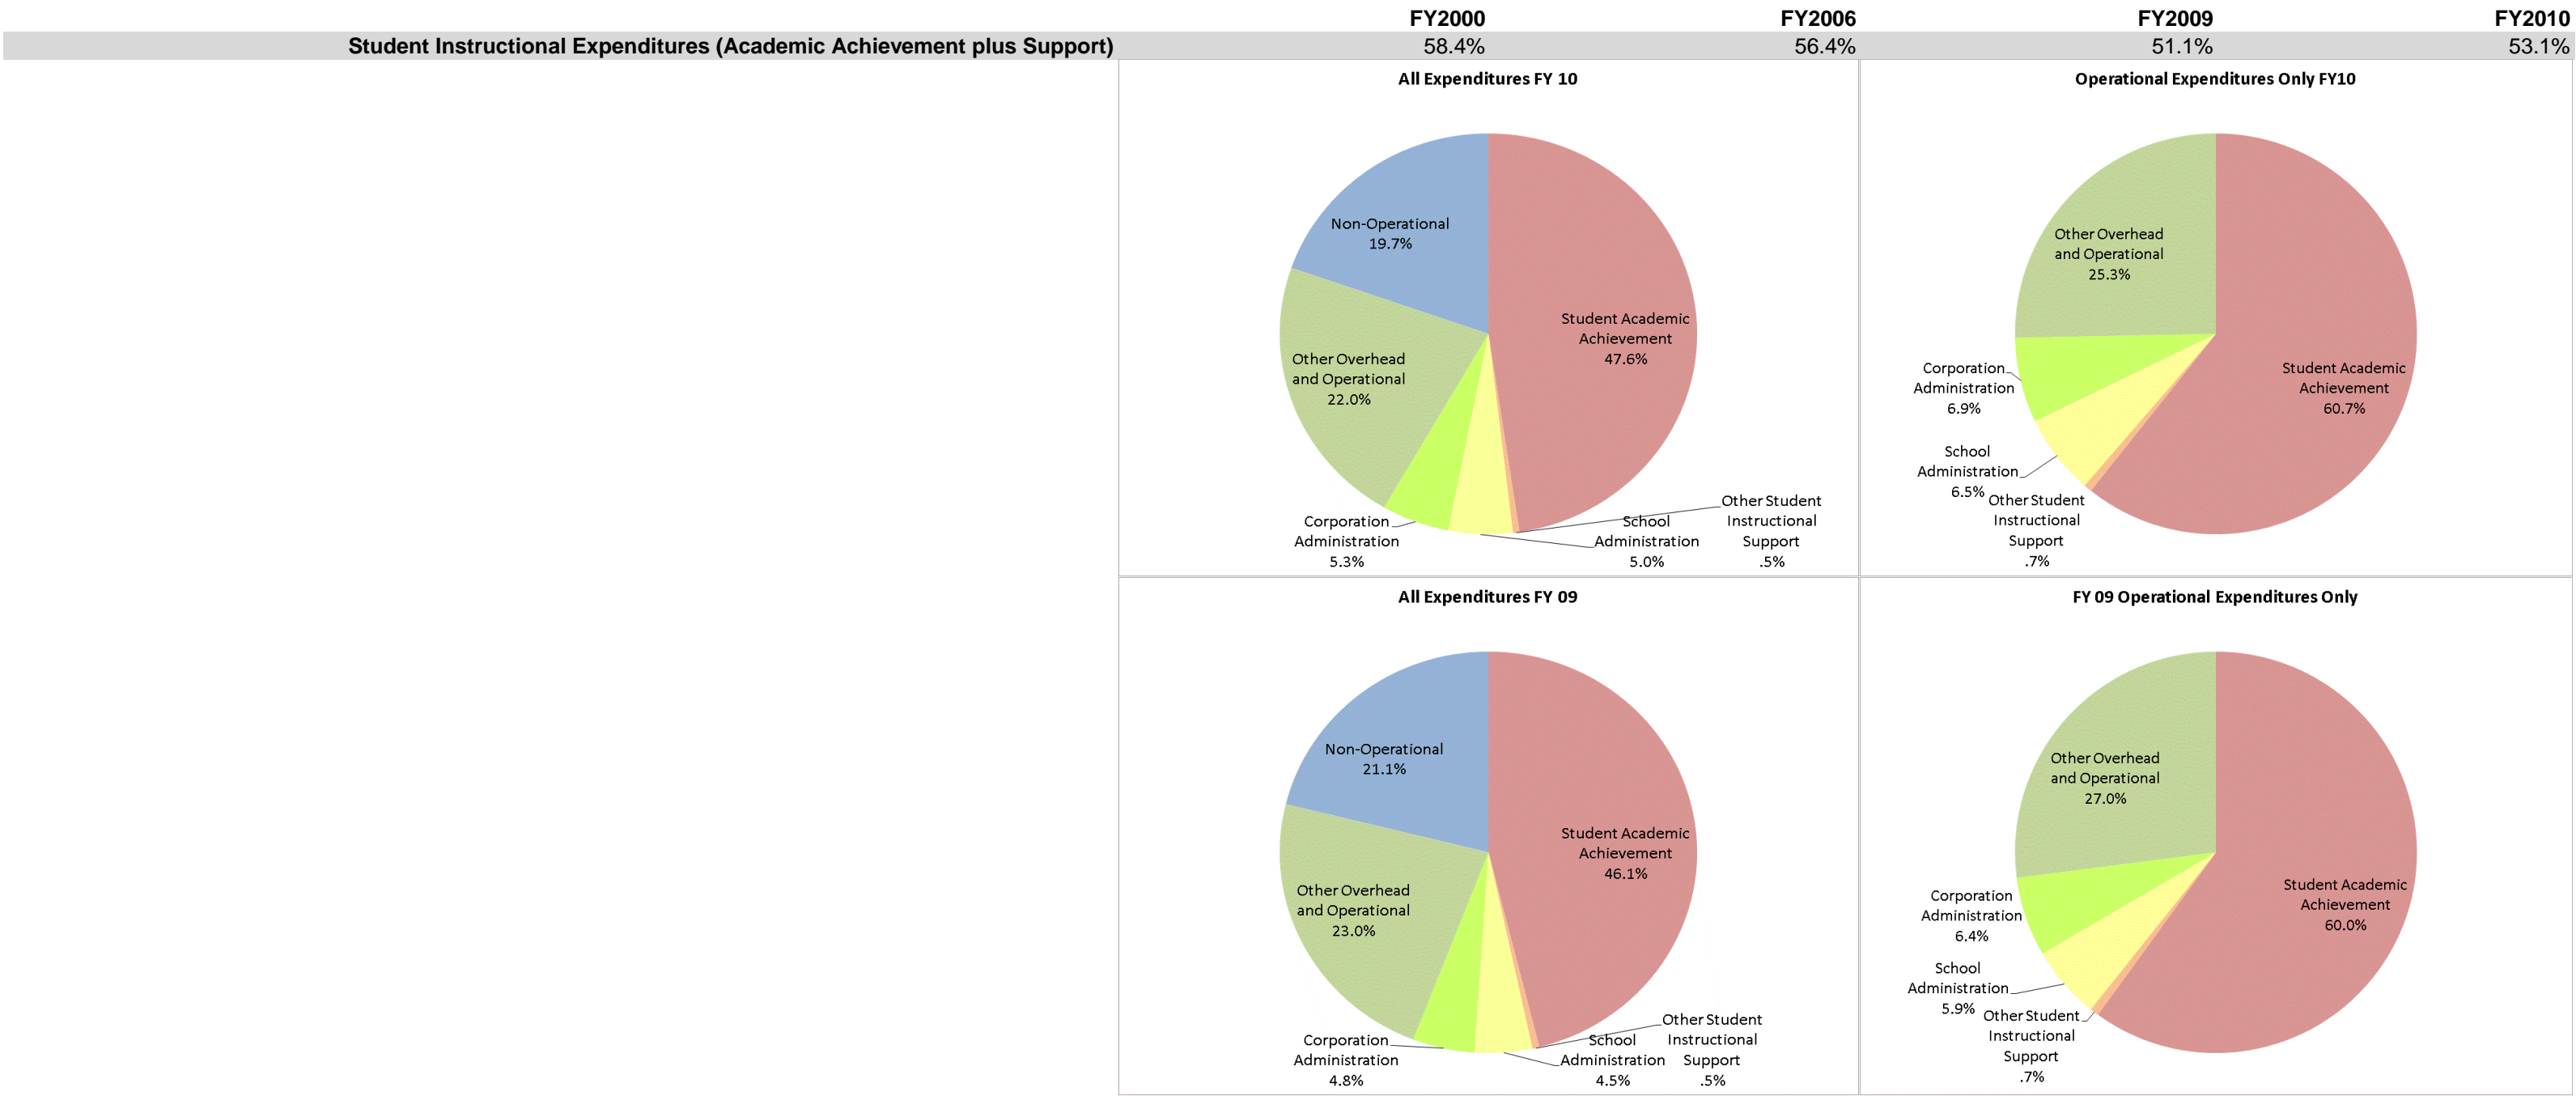 FY2000 FY2006 FY2009 FY2010
Student Instructional Expenditures (Academic Achievement plus Support) 58.4% 56.4% 51.1% 53.1%
All Expenditures FY 10
Non-Operational
19.7%
Student Academic
Achievement
47.6%
Other Overhead
and Operational
22.0%
Corporation
Administration
5.3%
School
Administration
5.0%
Other Student
Instructional
Support
.5%
Operational Expenditures Only FY10
Other Overhead
and Operational
25.3%
Student Academic
Achievement
60.7%
Corporation
Administration
6.9%
School
Administration
6.5%
Other Student
Instructional
Support
.7%
All Expenditures FY 09
Non-Operational
21.1%
Student Academic
Achievement
46.1%
Other Overhead
and Operational
23.0%
Corporation
Administration
4.8%
School
Administration
4.5%
Other Student
Instructional
Support
.5%
FY 09 Operational Expenditures Only
Other Overhead
and Operational
27.0%
Student Academic
Achievement
60.0%
Corporation
Administration
6.4%
School
Administration
5.9%
Other Student
Instructional
Support
.7%